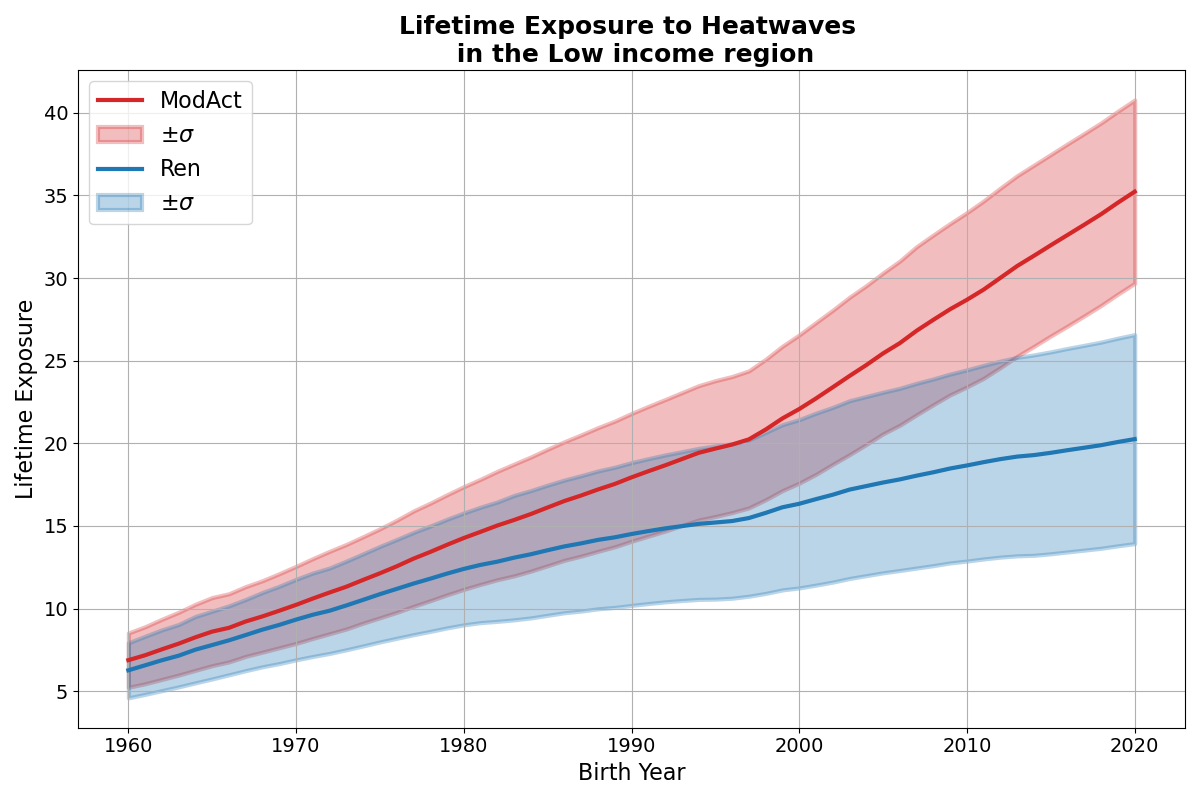 Lifetime Exposure to Heatwaves
in the Low income region
ModAct
±σ
Ren
±σ
Lifetime Exposure
40
35
30
25
20
15
10
5
1960 1970 1980 1990 2000 2010 2020
Birth Year